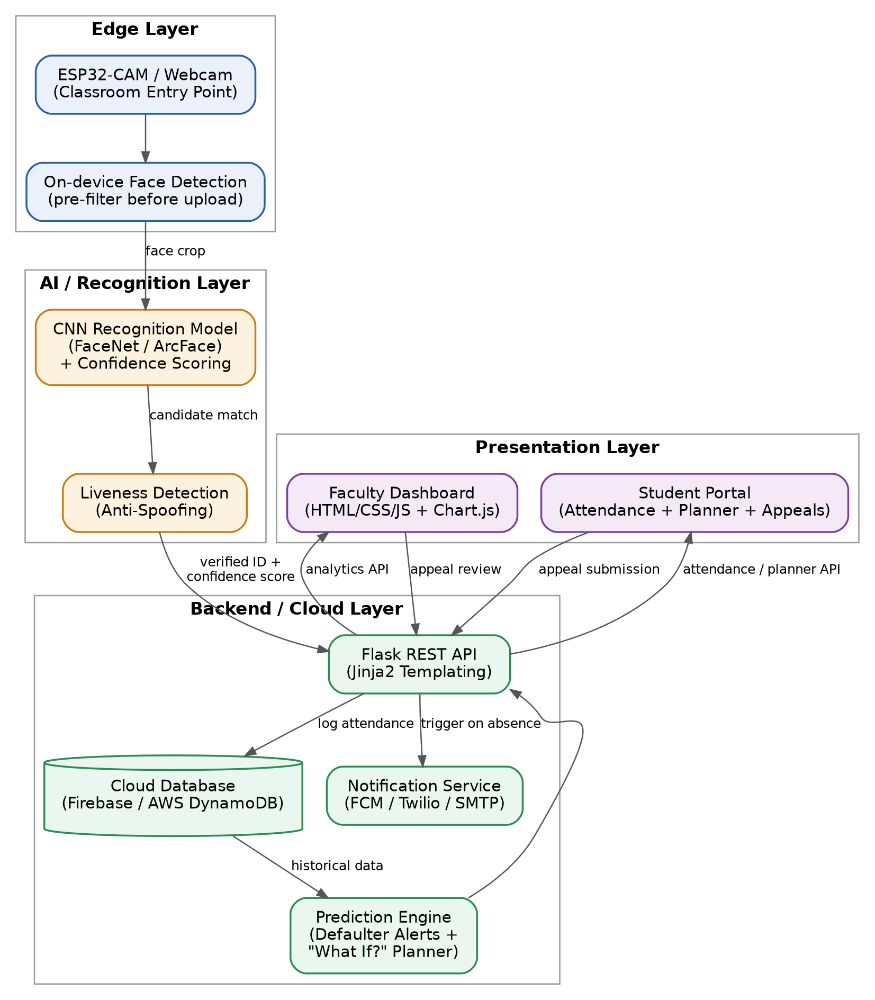 Edge Layer
ESP32-CAM / Webcam
(Classroom Entry Point)
On-device Face Detection
(pre-filter before upload)
face crop
AI / Recognition Layer
CNN Recognition Model
(FaceNet / ArcFace)
+ Confidence Scoring
candidate match
Liveness Detection
(Anti-Spoofing)
Presentation Layer
Faculty Dashboard
(HTML/CSS/JS + Chart.js)
Student Portal
(Attendance + Planner + Appeals)
verified ID +
confidence score
analytics API
appeal review
appeal submission
attendance / planner API
Backend / Cloud Layer
Flask REST API
(Jinja2 Templating)
log attendance
trigger on absence
Cloud Database
(Firebase / AWS DynamoDB)
Notification Service
(FCM / Twilio / SMTP)
historical data
Prediction Engine
(Defaulter Alerts +
"What If?" Planner)